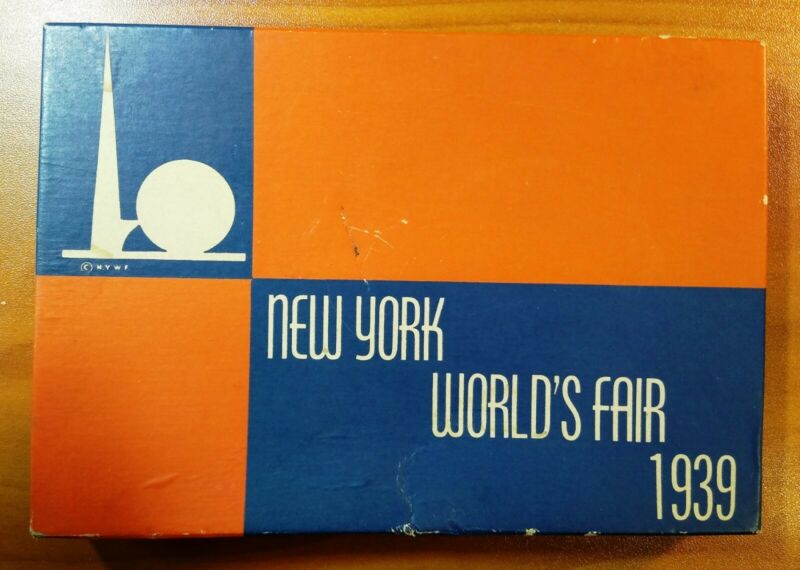 © N.Y.W.F.
NEW YORK
WORLD'S FAIR
1939